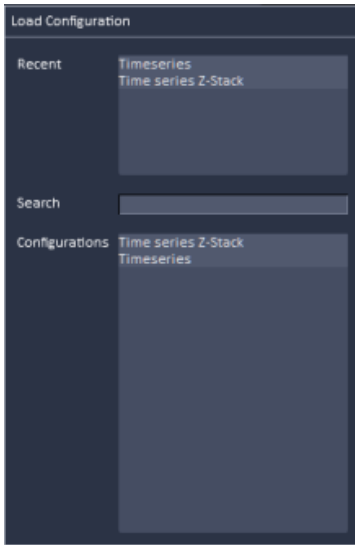 Load Configuration
Recent
Timeseries
Time series Z-Stack
Search
Configurations
Time series Z-Stack
Timeseries